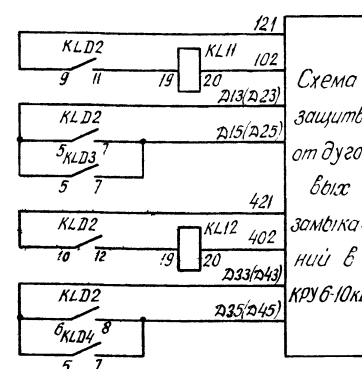 121
KLD2
KL11
102
9 11
19 20
Д13(Д23)
KLD2
Д15(Д25)
5 7
KLD3
5 7
421
KLD2
KL12
402
10 12
19 20
Д33(Д43)
KLD2
Д35(Д45)
6 8
KLD4
5 7
Схема
защиты
от дуго
вых
замыка-
ний в
КРУ 6-10к